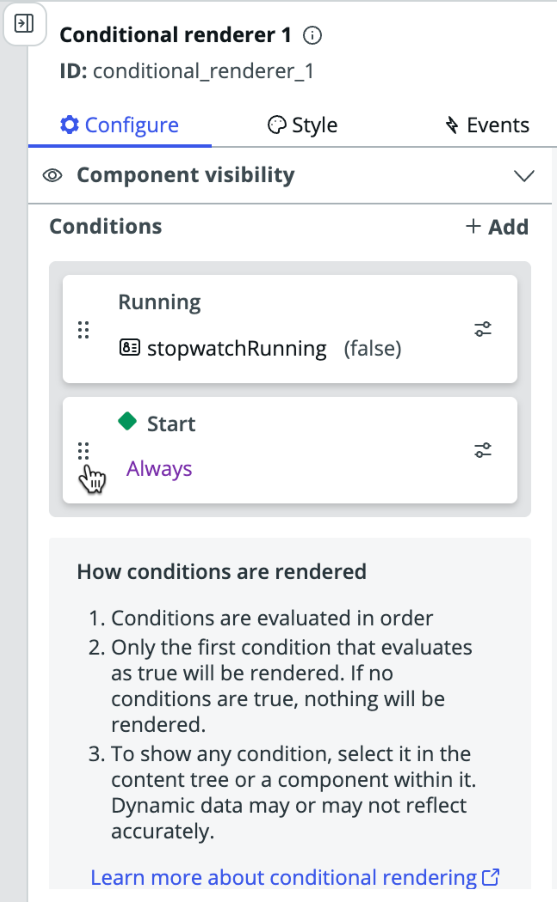 Conditional renderer 1
ID: conditional_renderer_1
Configure
Style
Events
Component visibility
Conditions
+ Add
Running
stopwatchRunning (false)
Start
Always
How conditions are rendered
1. Conditions are evaluated in order
2. Only the first condition that evaluates
as true will be rendered. If no
conditions are true, nothing will be
rendered.
3. To show any condition, select it in the
content tree or a component within it.
Dynamic data may or may not reflect
accurately.
Learn more about conditional rendering